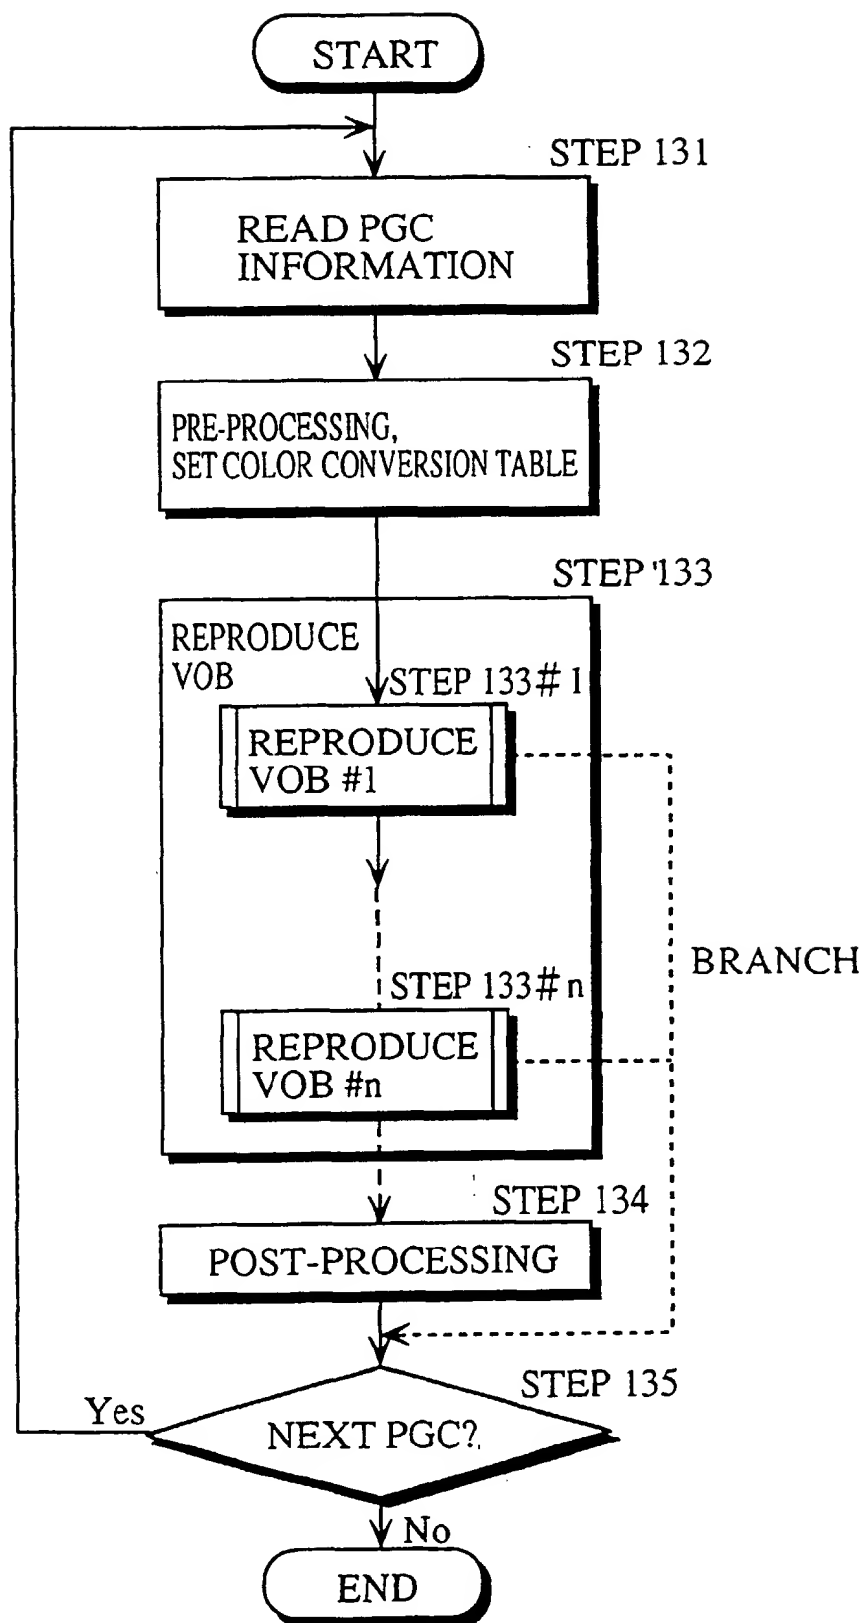 START
STEP 131
READ PGC
INFORMATION
STEP 132
PRE-PROCESSING,
SET COLOR CONVERSION TABLE
STEP 133
REPRODUCE
VOB
STEP 133#1
REPRODUCE
VOB #1
BRANCH
STEP 133#n
REPRODUCE
VOB #n
STEP 134
POST-PROCESSING
STEP 135
Yes
NEXT PGC?
No
END